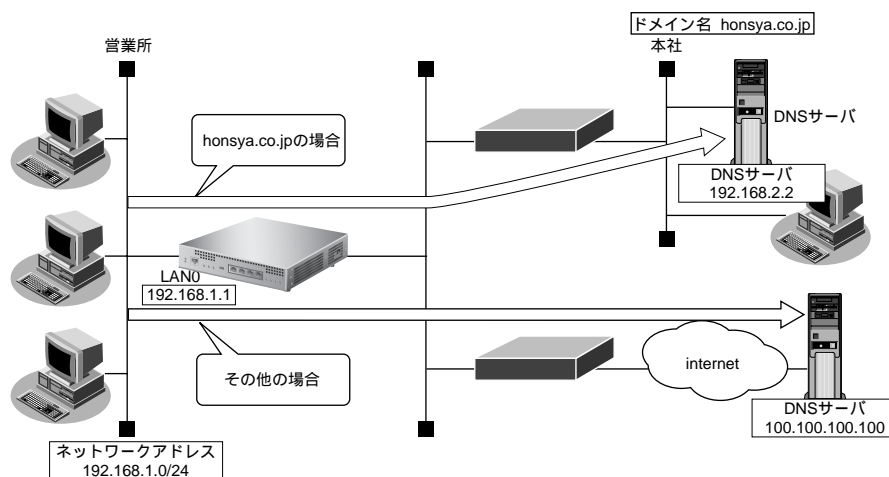 ドメイン名 honsya.co.jp
営業所
本社
honsya.co.jpの場合
DNSサーバ
DNSサーバ
192.168.2.2
LAN0
192.168.1.1
その他の場合
internet
DNSサーバ
100.100.100.100
ネットワークアドレス
192.168.1.0/24